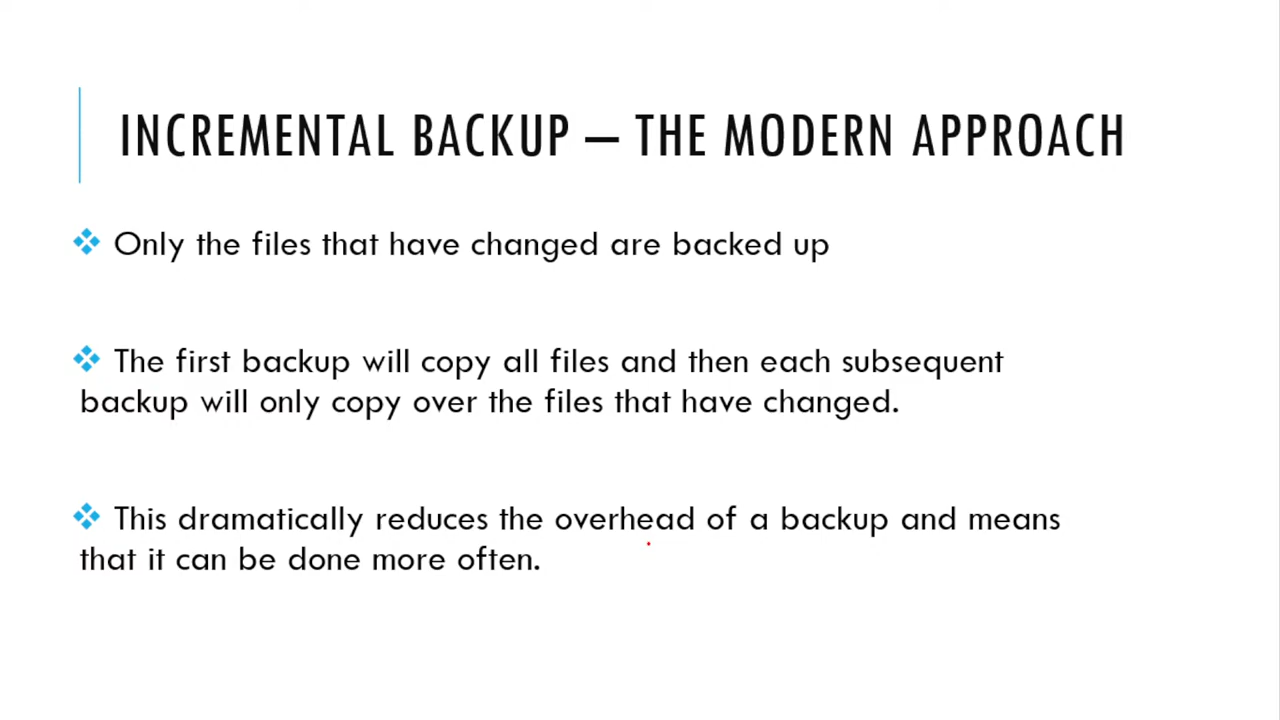 INCREMENTAL BACKUP – THE MODERN APPROACH
Only the files that have changed are backed up
The first backup will copy all files and then each subsequent
backup will only copy over the files that have changed.
This dramatically reduces the overhead of a backup and means
that it can be done more often.